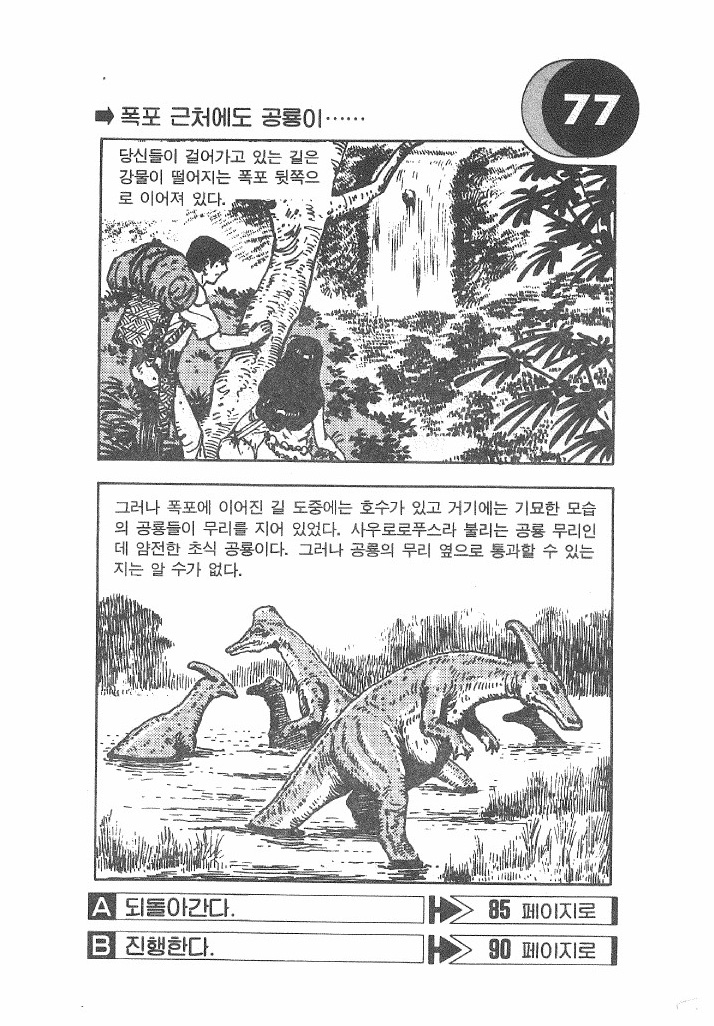 77
➡ 폭포 근처에도 공룡이……
당신들이 걸어가고 있는 길은
강물이 떨어지는 폭포 뒷쪽으
로 이어져 있다.
그러나 폭포에 이어진 길 도중에는 호수가 있고 거기에는 기묘한 모습
의 공룡들이 무리를 지어 있었다. 사우로로푸스라 불리는 공룡 무리인
데 얌전한 초식 공룡이다. 그러나 공룡의 무리 옆으로 통과할 수 있는
지는 알 수가 없다.
A 되돌아간다. 85 페이지로
B 진행한다. 90 페이지로